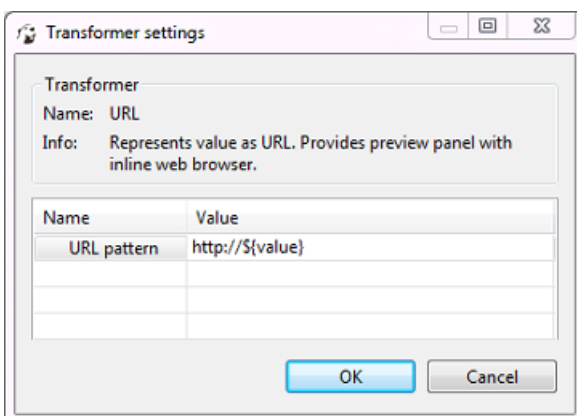 Transformer settings
Transformer
Name: URL
Info: Represents value as URL. Provides preview panel with
inline web browser.
Name Value
URL pattern http://${value}
OK Cancel